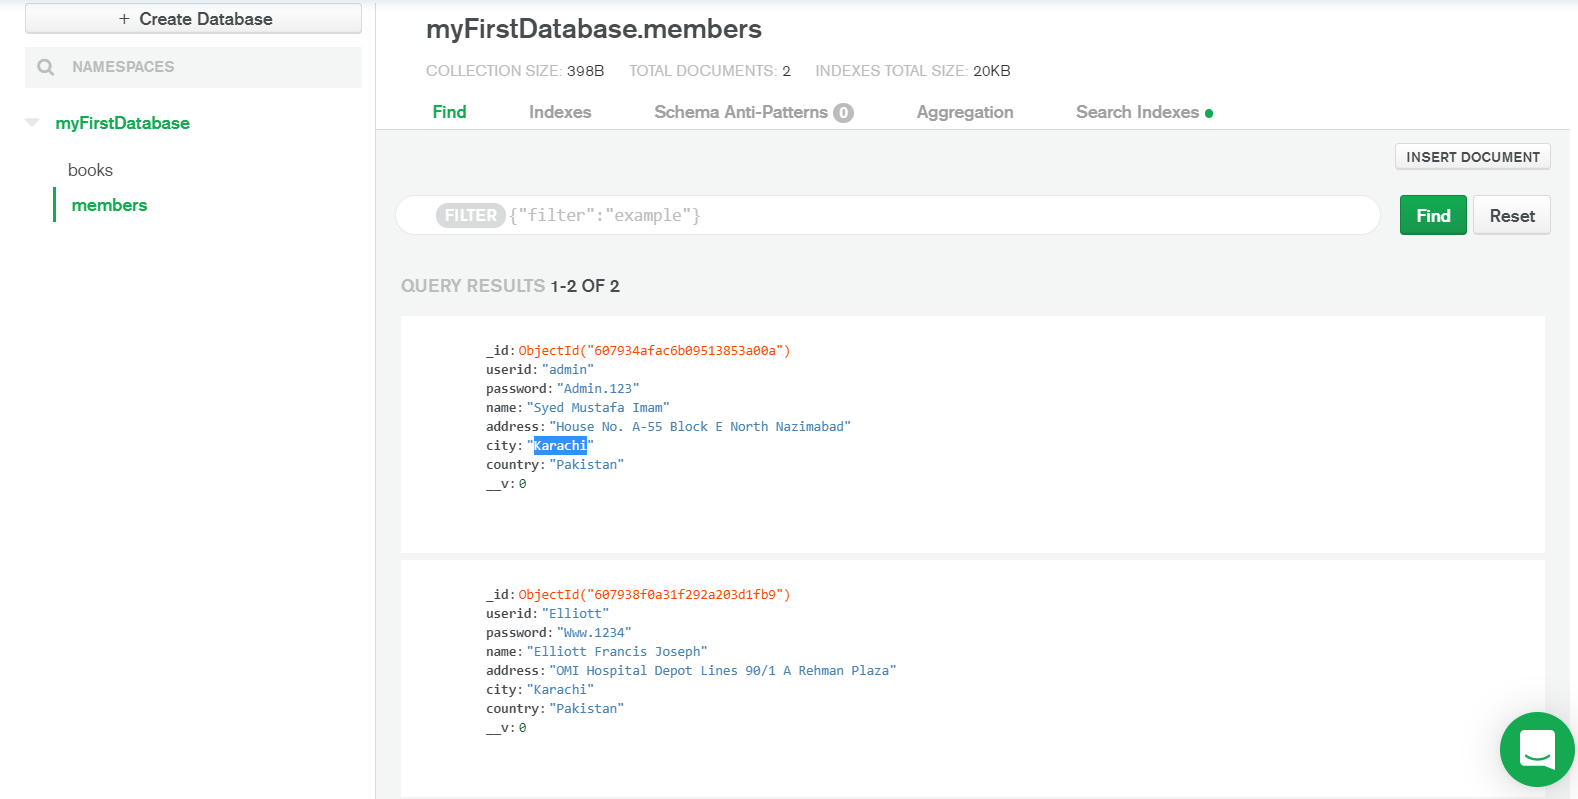 + Create Database
NAMESPACES
myFirstDatabase
books
members
myFirstDatabase.members
COLLECTION SIZE: 398B TOTAL DOCUMENTS: 2 INDEXES TOTAL SIZE: 20KB
Find Indexes Schema Anti-Patterns 0 Aggregation Search Indexes
INSERT DOCUMENT
FILTER {"filter":"example"} Find Reset
QUERY RESULTS 1-2 OF 2
_id: ObjectId("607934afac6b09513853a00a")
userid: "admin"
password: "Admin.123"
name: "Syed Mustafa Imam"
address: "House No. A-55 Block E North Nazimabad"
city: "Karachi"
country: "Pakistan"
__v: 0
_id: ObjectId("607938f0a31f292a203d1fb9")
userid: "Elliott"
password: "Www.1234"
name: "Elliott Francis Joseph"
address: "OMI Hospital Depot Lines 90/1 A Rehman Plaza"
city: "Karachi"
country: "Pakistan"
__v: 0